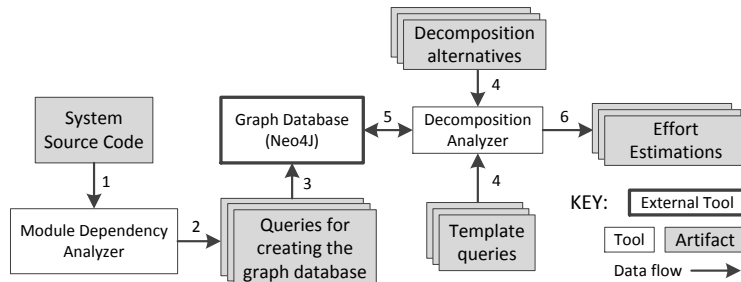 Decomposition
alternatives
4
System
Source Code
Graph Database
(Neo4J)
5
Decomposition
Analyzer
6
Effort
Estimations
1
3
4
KEY:
External Tool
Module Dependency
Analyzer
2
Queries for
creating the
graph database
Template
queries
Tool
Artifact
Data flow